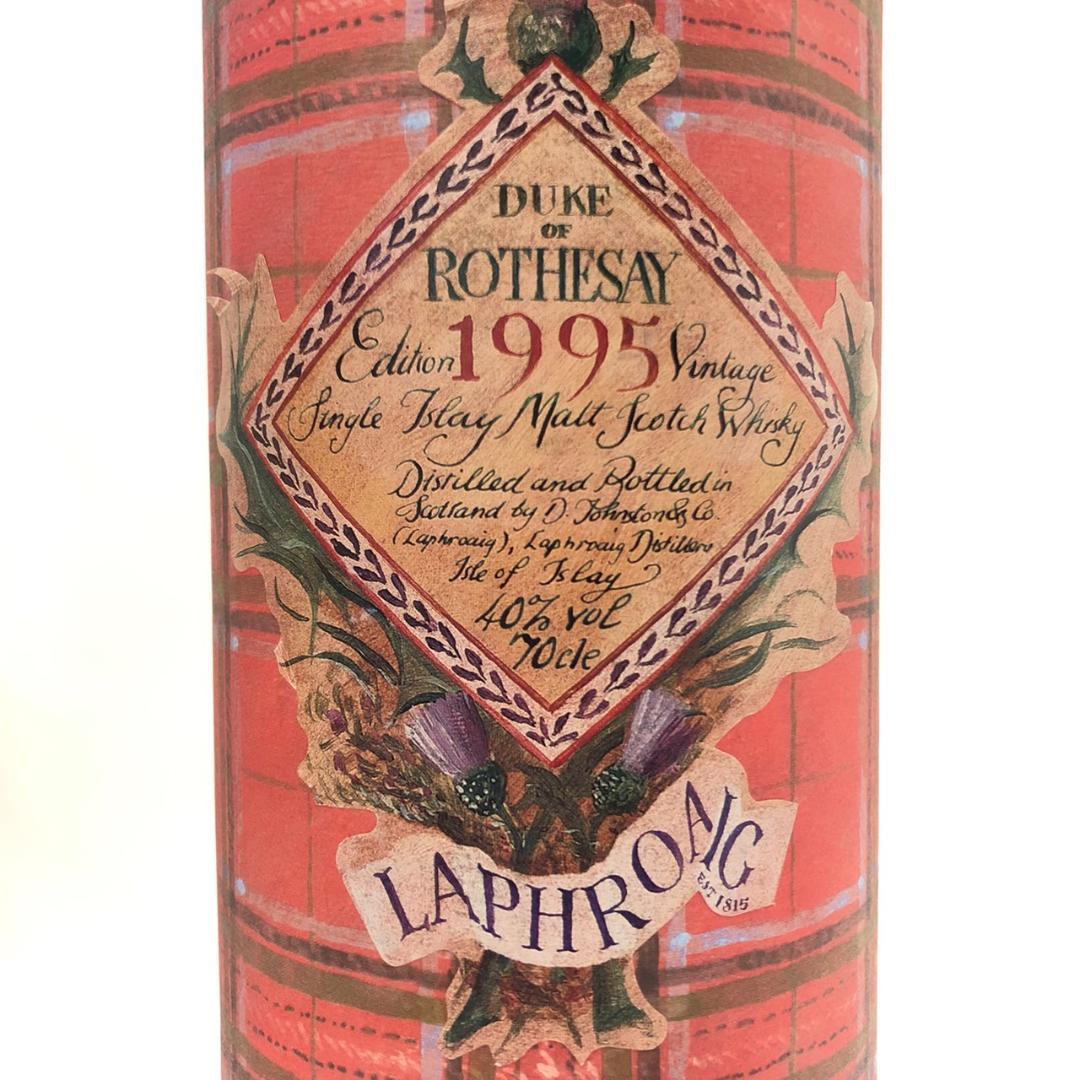 DUKE
OF
ROTHESAY
Edition 1995 Vintage
Single Islay Malt Scotch Whisky
Distilled and Bottled in
Scotland by D. Johnston & Co.
(Laphroaig), Laphroaig Distillery
Isle of Islay
40% vol
70cle
LAPHROAIG
EST 1815